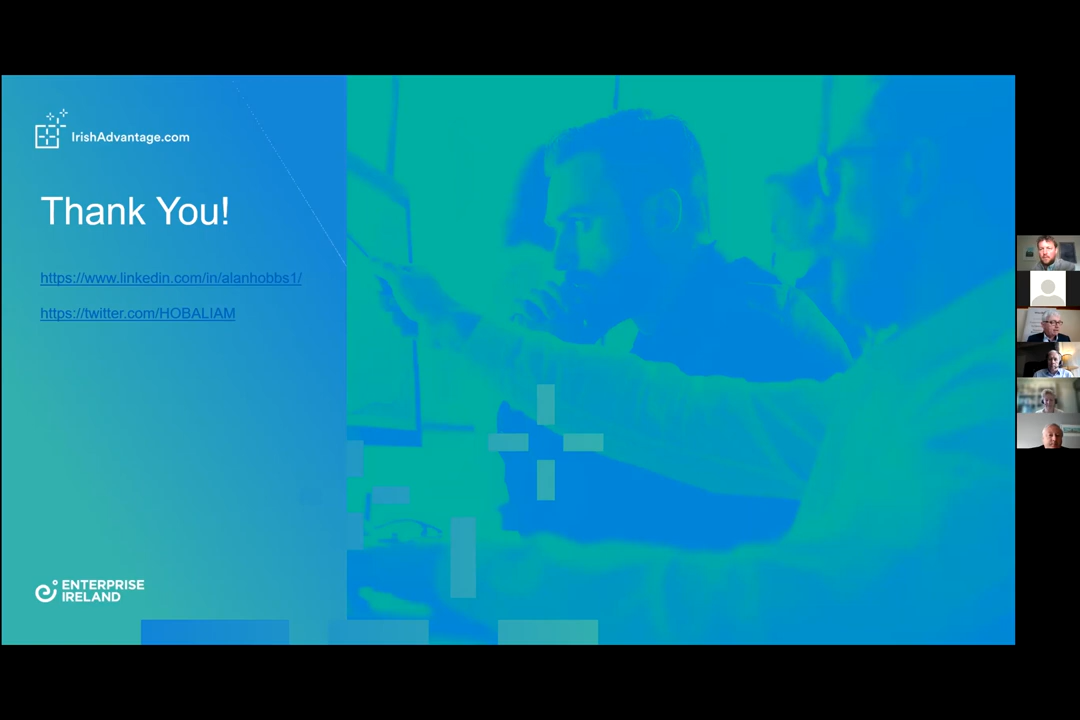 IrishAdvantage.com
Thank You!
https://www.linkedin.com/in/alanhobbs1/
https://twitter.com/HOBALIAM
ENTERPRISE
IRELAND